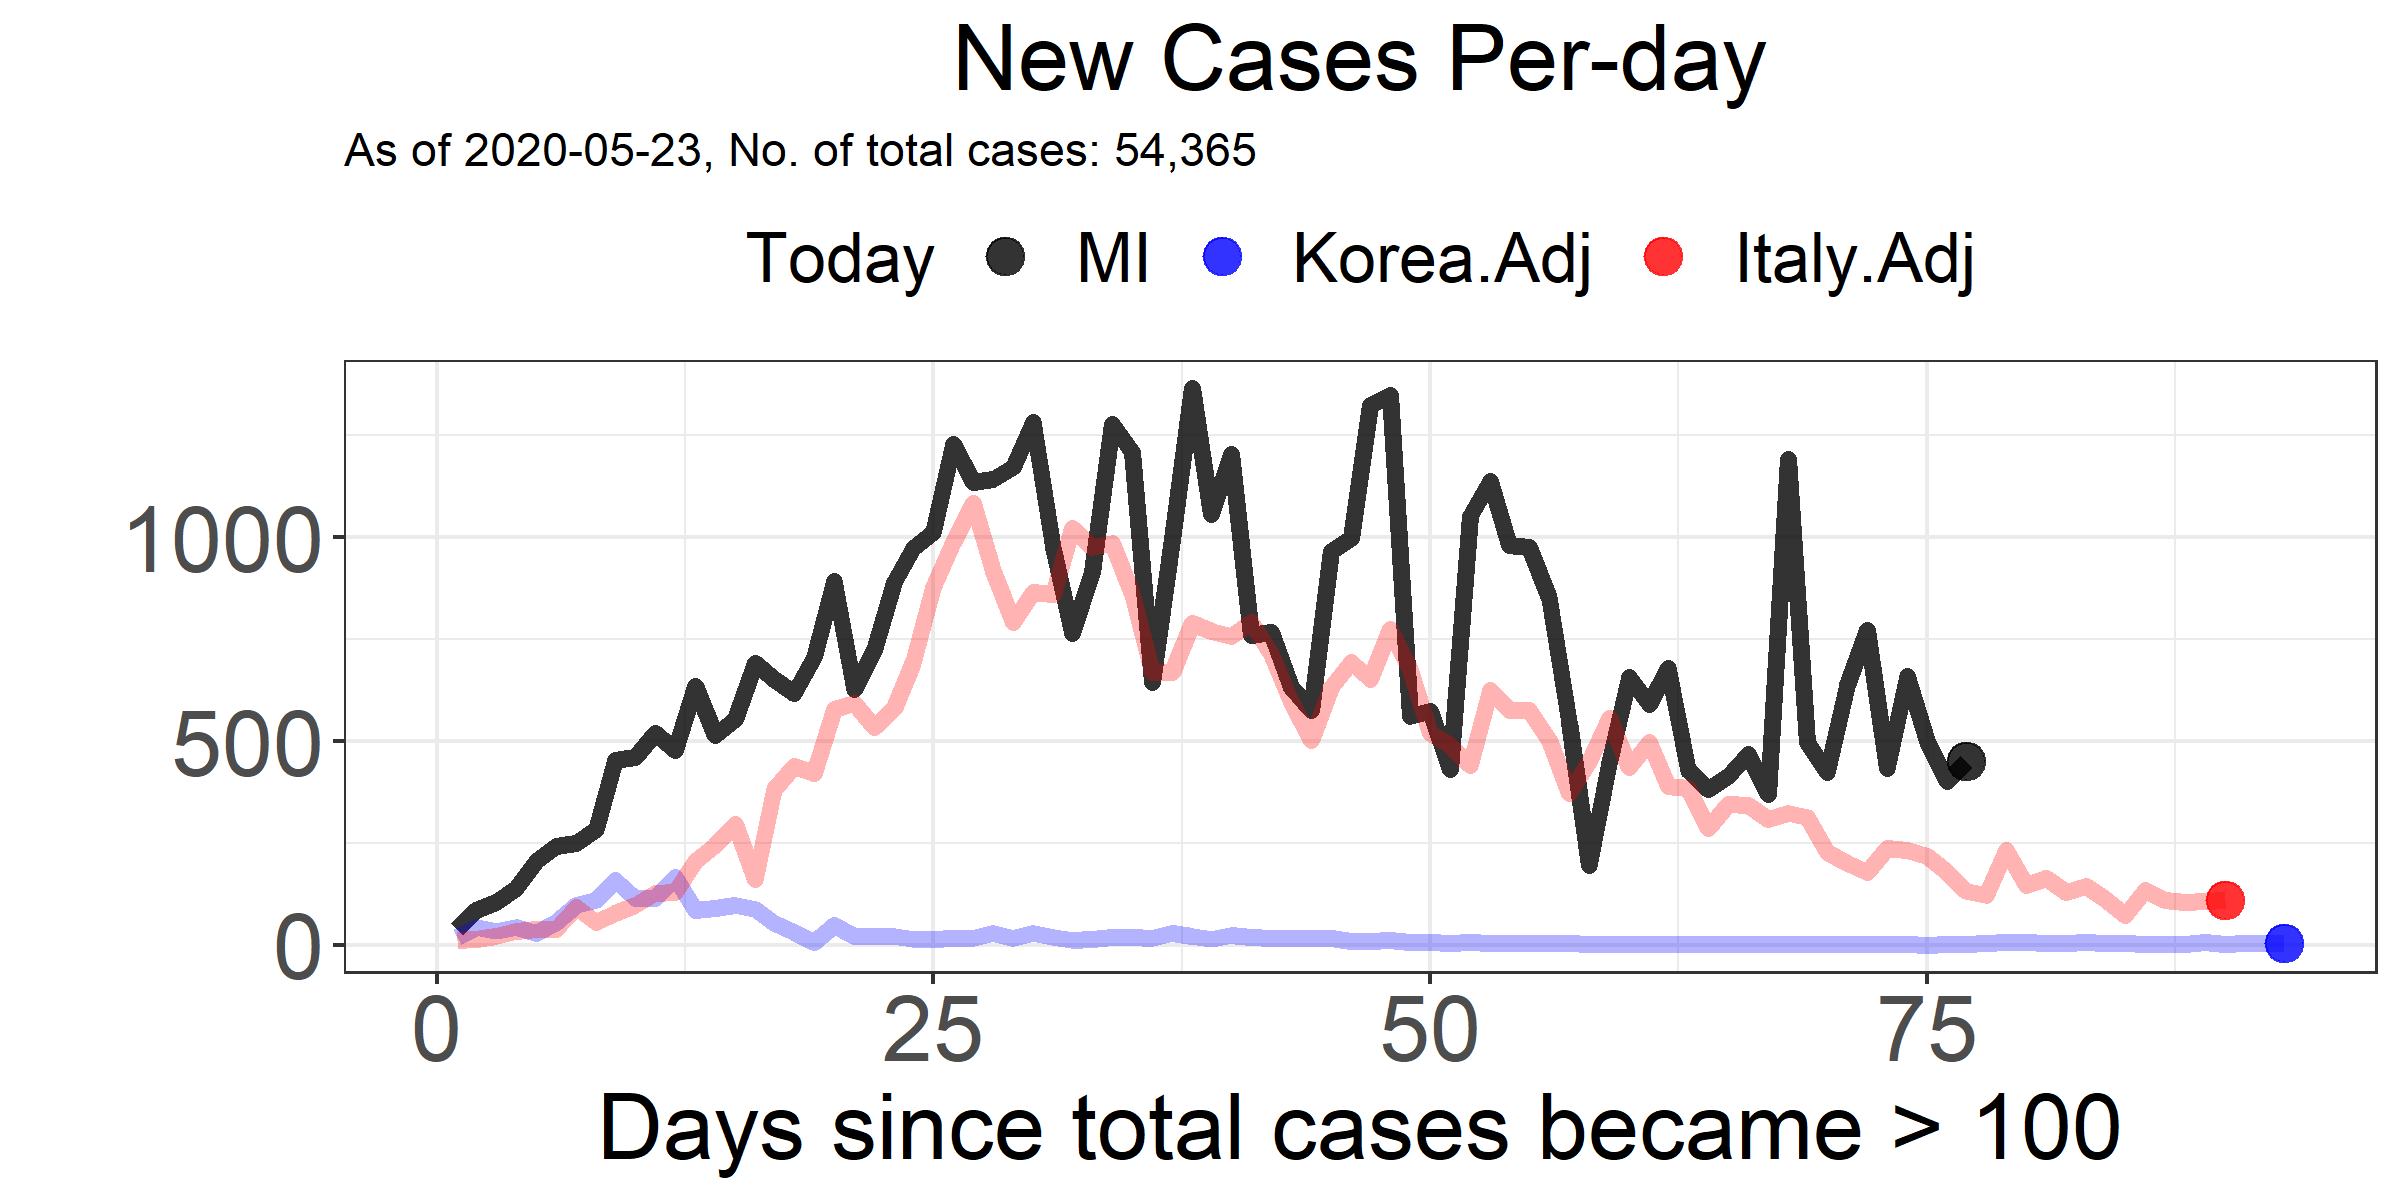 New Cases Per-day
As of 2020-05-23, No. of total cases: 54,365
Today MI Korea.Adj Italy.Adj
1000
500
0
0 25 50 75
Days since total cases became > 100